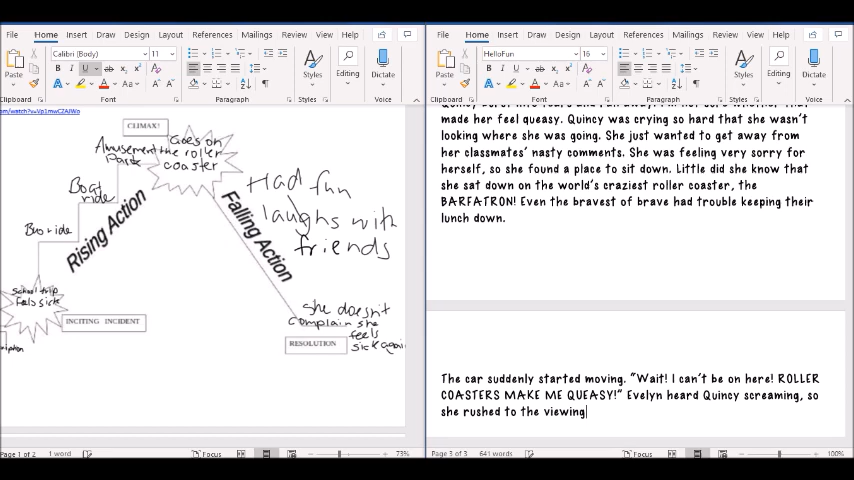 File Home Insert Draw Design Layout References Mailings Review
File Home Insert Draw Design Layout References Mailings Review View
Calibri (Body) 11
HelloFun 16
Paste
Styles
Editing
Dictate
Paste
Styles
Editing
Dictate
Clipboard Font Paragraph Styles Voice
Clipboard Font Paragraph Styles Voice
om/watch?v=Vp1mwCZAlWo
CLIMAX!
Goes on
the roller
coaster
Amusement
Park
Boat
ride
Bus ride
Rising Action
School trip
feels sick
INCITING INCIDENT
Had fun
laughs with
friends
Falling Action
She doesn't
complain she
feels
sick again
RESOLUTION
made her feel queasy. Quincy was crying so hard that she wasn't
looking where she was going. She just wanted to get away from
her classmates' nasty comments. She was feeling very sorry for
herself, so she found a place to sit down. Little did she know that
she sat down on the world's craziest roller coaster, the
BARFATRON! Even the bravest of brave had trouble keeping their
lunch down.
The car suddenly started moving. "Wait! I can't be on here! ROLLER
COASTERS MAKE ME QUEASY!" Evelyn heard Quincy screaming, so
she rushed to the viewing
Page 1 of 2 1 word Focus 73%
Page 3 of 3 641 words Focus 100%